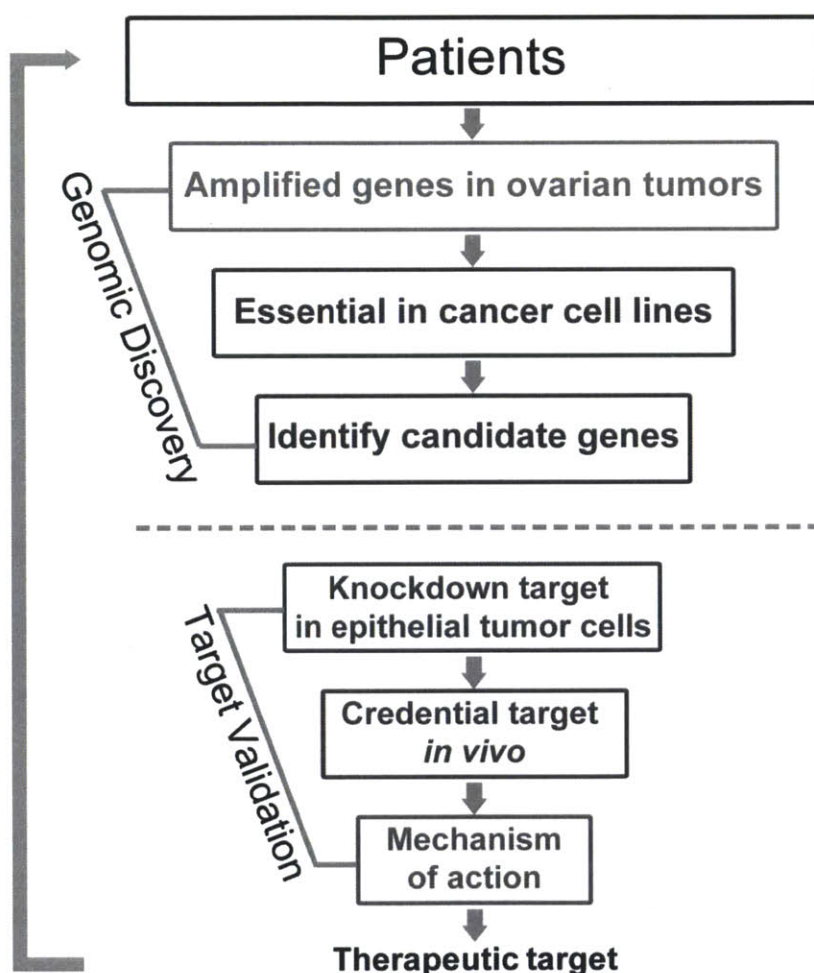 Patients
Amplified genes in ovarian tumors
Genomic Discovery
Essential in cancer cell lines
Identify candidate genes
Knockdown target
in epithelial tumor cells
Target Validation
Credential target
in vivo
Mechanism
of action
Therapeutic target